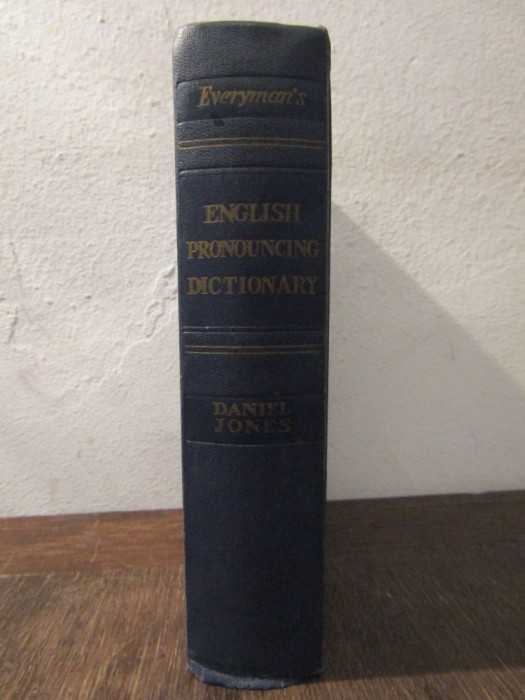 Everyman's
ENGLISH
PRONOUNCING
DICTIONARY
DANIEL
JONES